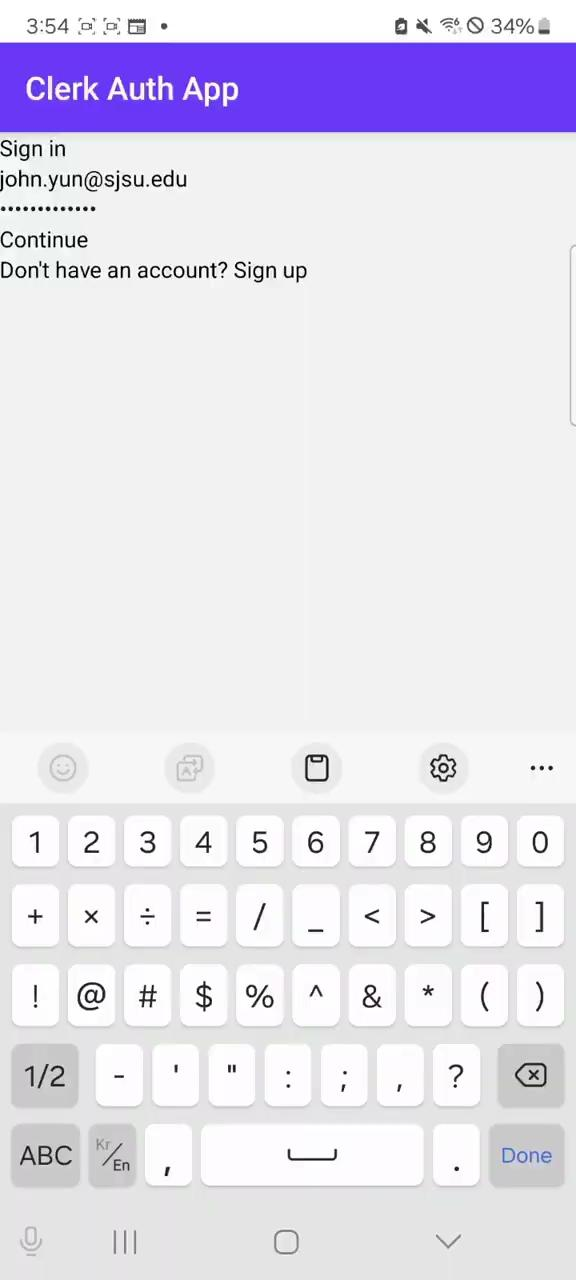 3:54 34%
Clerk Auth App
Sign in
john.yun@sjsu.edu
•••••••••••••
Continue
Don't have an account? Sign up
1 2 3 4 5 6 7 8 9 0
+ × ÷ = / _ < > [ ]
! @ # $ % ^ & * ( )
1/2 - ' " : ; , ?
ABC Kr/En , . Done